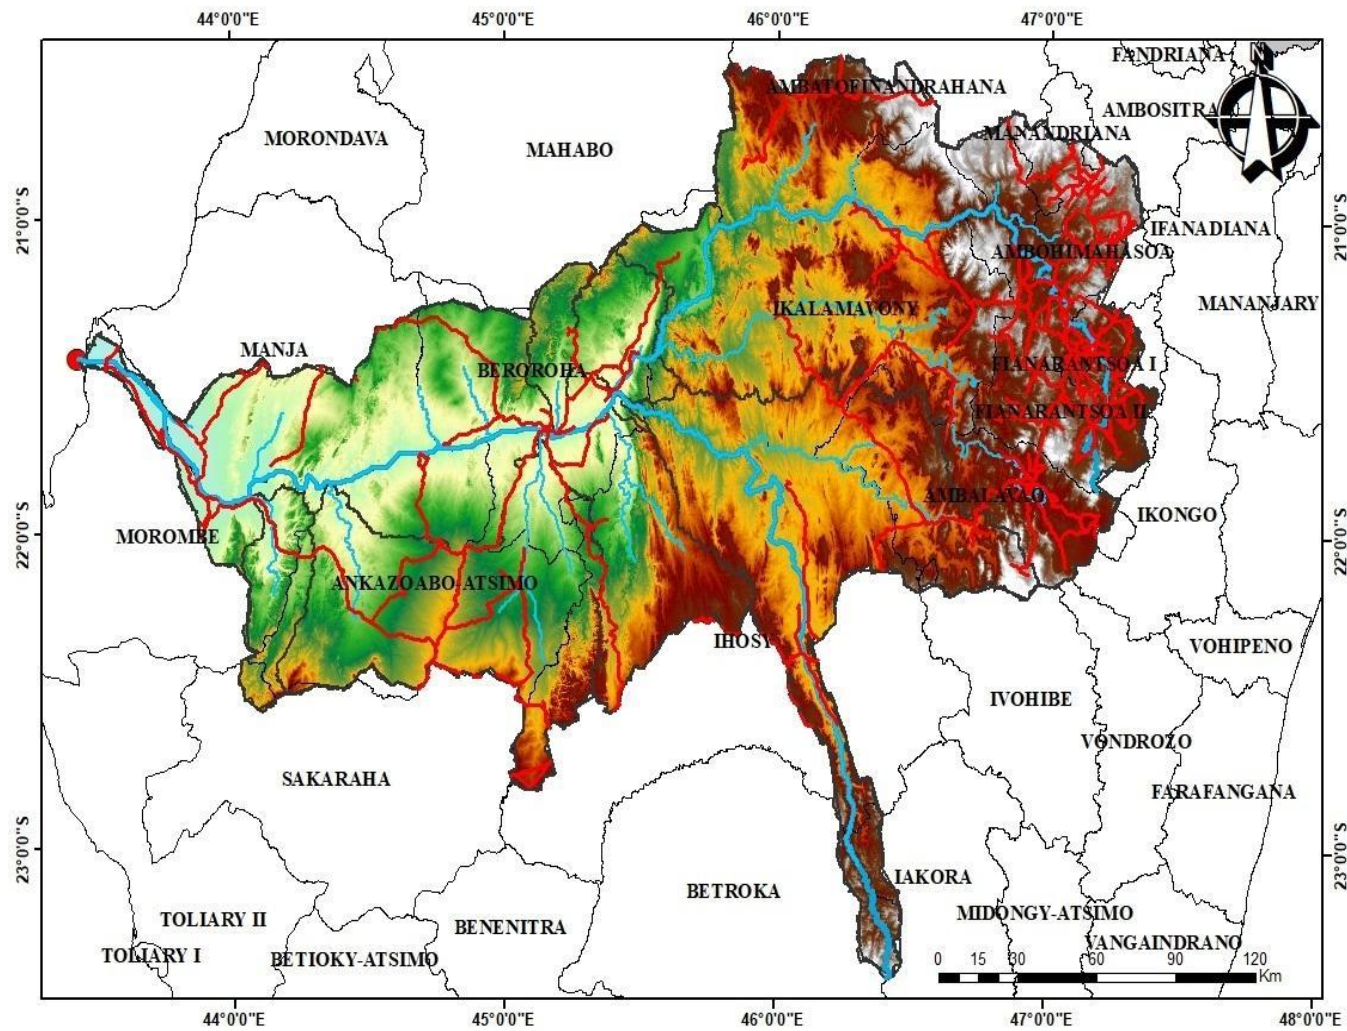 44°0'0"E 45°0'0"E 46°0'0"E 47°0'0"E
N
FANDRIANA
AMBATOFINANDRAHANA
AMBOSITRA
MORONDAVA
MANANDRIANA
MAHABO
21°0'0"S
21°0'0"S
IFANADIANA
AMBOHIMAHASOA
MANANJARY
IKALAMAVONY
MANJA
BEROROHA
FIANARANTSOA I
FIANARANTSOA II
AMBALAVAO
IKONGO
MOROMBE
22°0'0"S
22°0'0"S
ANKAZOABO-ATSIMO
IHOSY
VOHIPENO
IVOHIBE
VONDROZO
SAKARAHA
FARAFANGANA
23°0'0"S
23°0'0"S
IAKORA
BETROKA
MIDONGY-ATSIMO
TOLIARY II
BENENITRA
VANGAINDRANO
TOLIARY I
BETIOKY-ATSIMO
0 15 30 60 90 120
Km
44°0'0"E 45°0'0"E 46°0'0"E 47°0'0"E 48°0'0"E